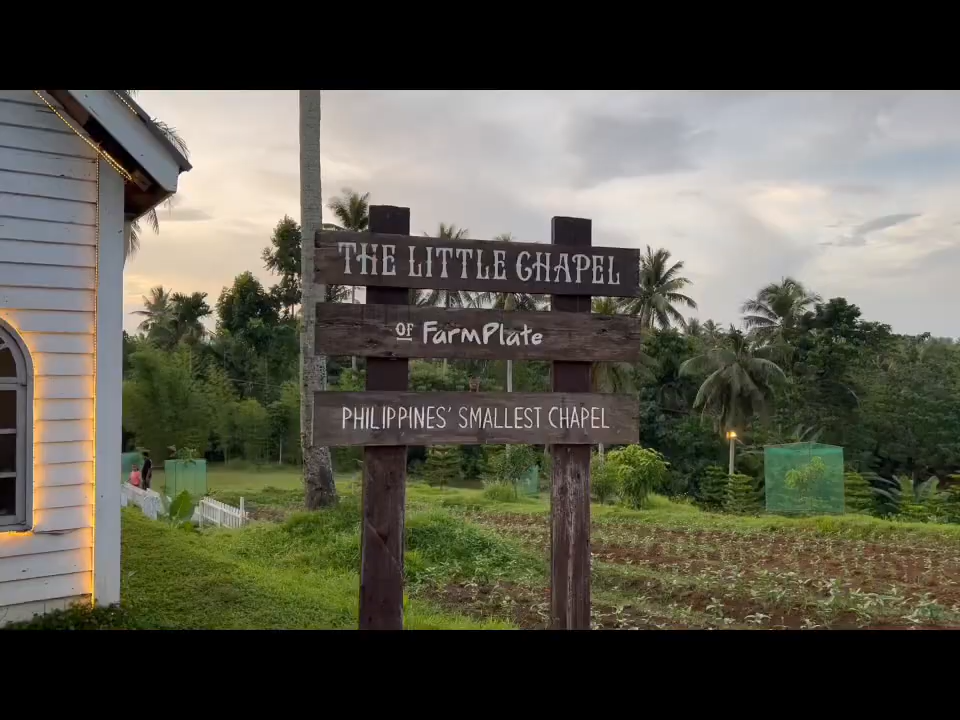 THE LITTLE CHAPEL
OF FARMPLATE
PHILIPPINES' SMALLEST CHAPEL